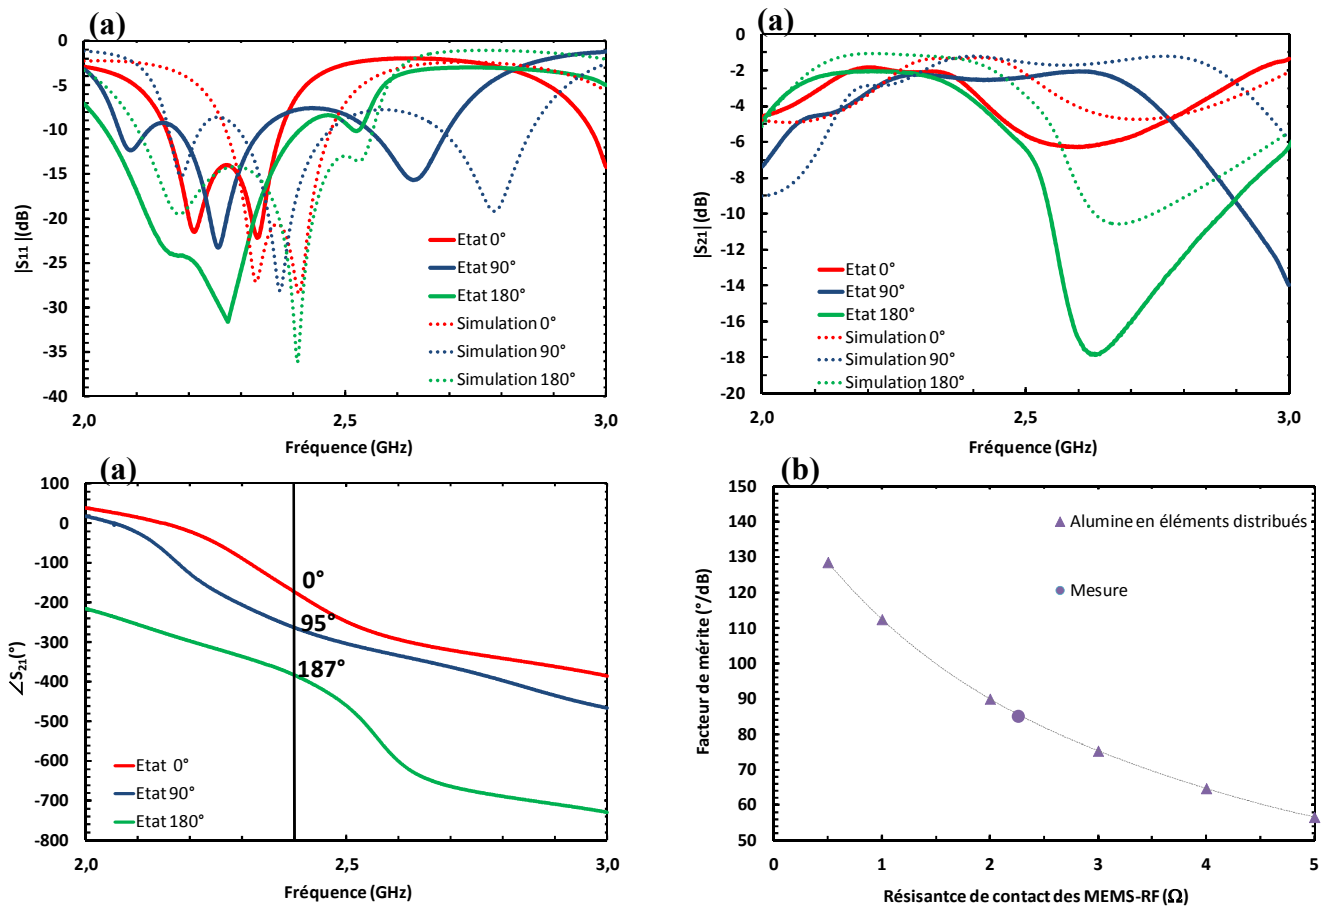 (a)
0
-5
-10
-15
-20
-25
-30
-35
-40
|S11 |(dB)
Etat 0°
Etat 90°
Etat 180°
Simulation 0°
Simulation 90°
Simulation 180°
2,0
2,5
3,0
Fréquence (GHz)
(a)
0
-2
-4
-6
-8
-10
-12
-14
-16
-18
-20
|S21| (dB)
Etat 0°
Etat 90°
Etat 180°
Simulation 0°
Simulation 90°
Simulation 180°
2,0
2,5
3,0
Fréquence (GHz)
(a)
100
0
-100
-200
-300
-400
-500
-600
-700
-800
∠S21(°)
0°
95°
187°
Etat 0°
Etat 90°
Etat 180°
2,0
2,5
3,0
Fréquence (GHz)
(b)
150
140
130
120
110
100
90
80
70
60
50
Facteur de mérite (°/dB)
Alumine en éléments distribués
Mesure
0
1
2
3
4
5
Résisantce de contact des MEMS-RF (Ω)